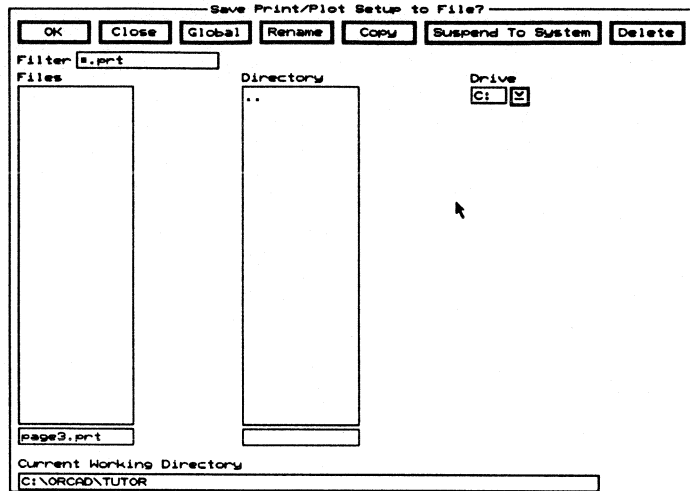 Save Print/Plot Setup to File?
OK Close Global Rename Copy Suspend To System Delete
Filter *.prt
Files Directory Drive
.. C:
page3.prt
Current Working Directory
C:\ORCAD\TUTOR